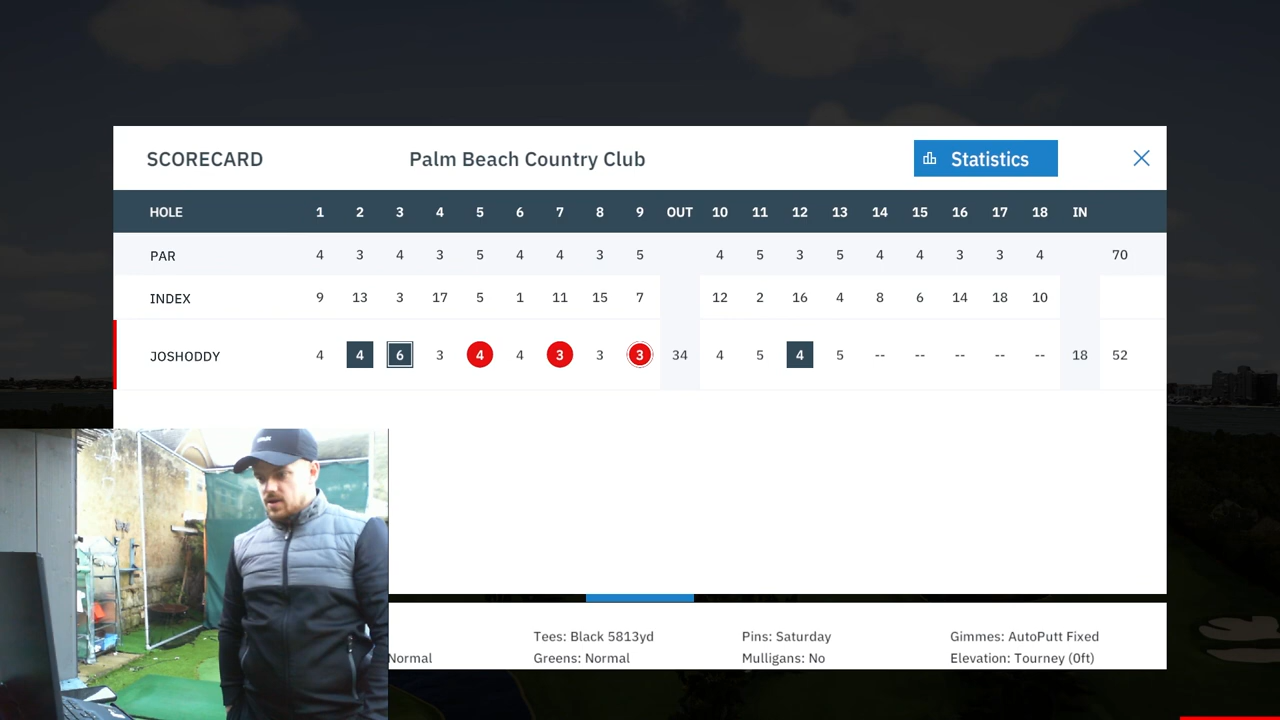 SCORECARD Palm Beach Country Club Statistics
HOLE 1 2 3 4 5 6 7 8 9 OUT 10 11 12 13 14 15 16 17 18 IN
PAR 4 3 4 3 5 4 4 3 5 4 5 3 5 4 4 3 3 4 70
INDEX 9 13 3 17 5 1 11 15 7 12 2 16 4 8 6 14 18 10
JOSHODDY 4 4 6 3 4 4 3 3 3 34 4 5 4 5 -- -- -- -- -- 18 52
Tees: Black 5813yd Pins: Saturday Gimmes: AutoPutt Fixed
Normal Greens: Normal Mulligans: No Elevation: Tourney (0ft)